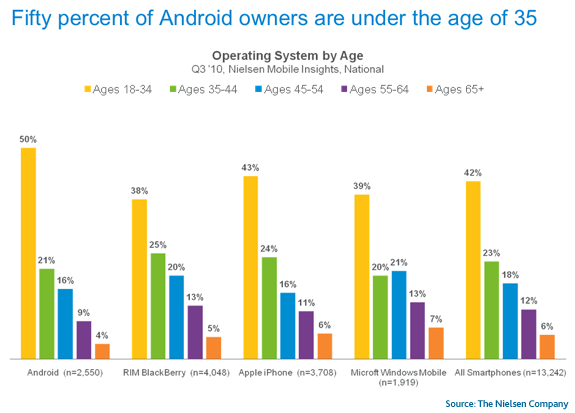 Fifty percent of Android owners are under the age of 35
Operating System by Age
Q3 '10, Nielsen Mobile Insights, National
Ages 18-34 Ages 35-44 Ages 45-54 Ages 55-64 Ages 65+
50% 21% 16% 9% 4%
38% 25% 20% 13% 5%
43% 24% 16% 11% 6%
39% 20% 21% 13% 7%
42% 23% 18% 12% 6%
Android (n=2,550) RIM BlackBerry (n=4,048) Apple iPhone (n=3,708) Microft Windows Mobile All Smartphones (n=13,242)
(n=1,919)
Source: The Nielsen Company